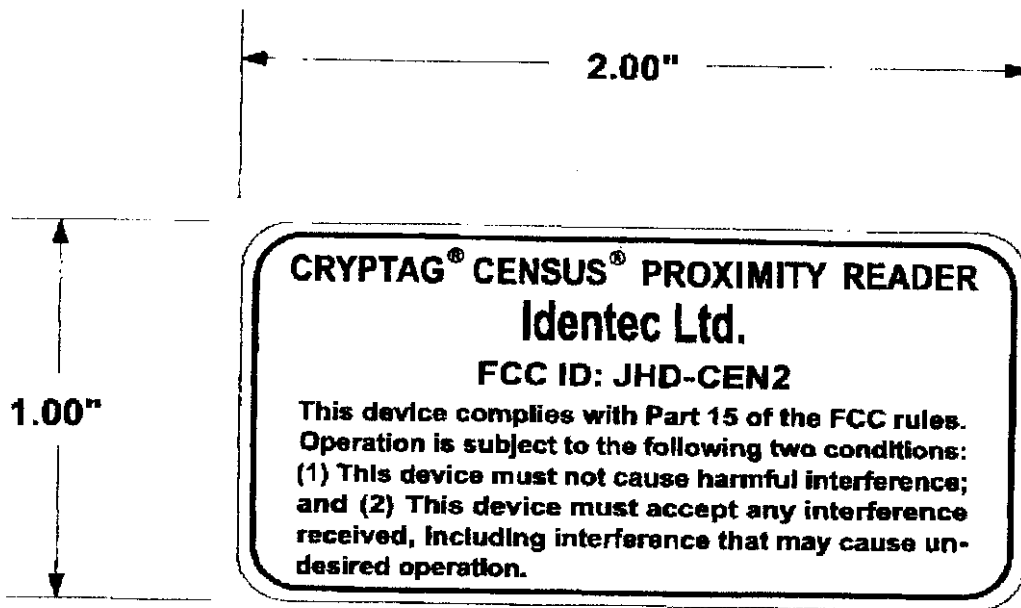 2.00"
1.00"
CRYPTAG® CENSUS® PROXIMITY READER
Identec Ltd.
FCC ID: JHD-CEN2
This device complies with Part 15 of the FCC rules.
Operation is subject to the following two conditions:
(1) This device must not cause harmful interference;
and (2) This device must accept any interference
received, including interference that may cause un-
desired operation.